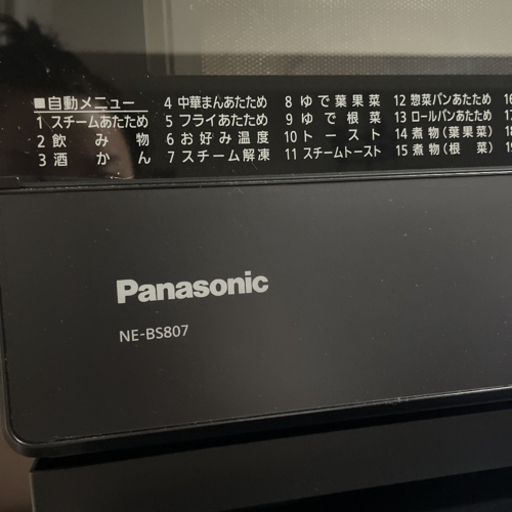 ■自動メニュー
1 スチームあたため
2 飲み物
3 酒かん
4 中華まんあたため
5 フライあたため
6 お好み温度
7 スチーム解凍
8 ゆで葉果菜
9 ゆで根菜
10 トースト
11 スチームトースト
12 惣菜パンあたため
13 ロールパンあたため
14 煮物(葉果菜)
15 煮物(根菜)
16
Panasonic
NE-BS807